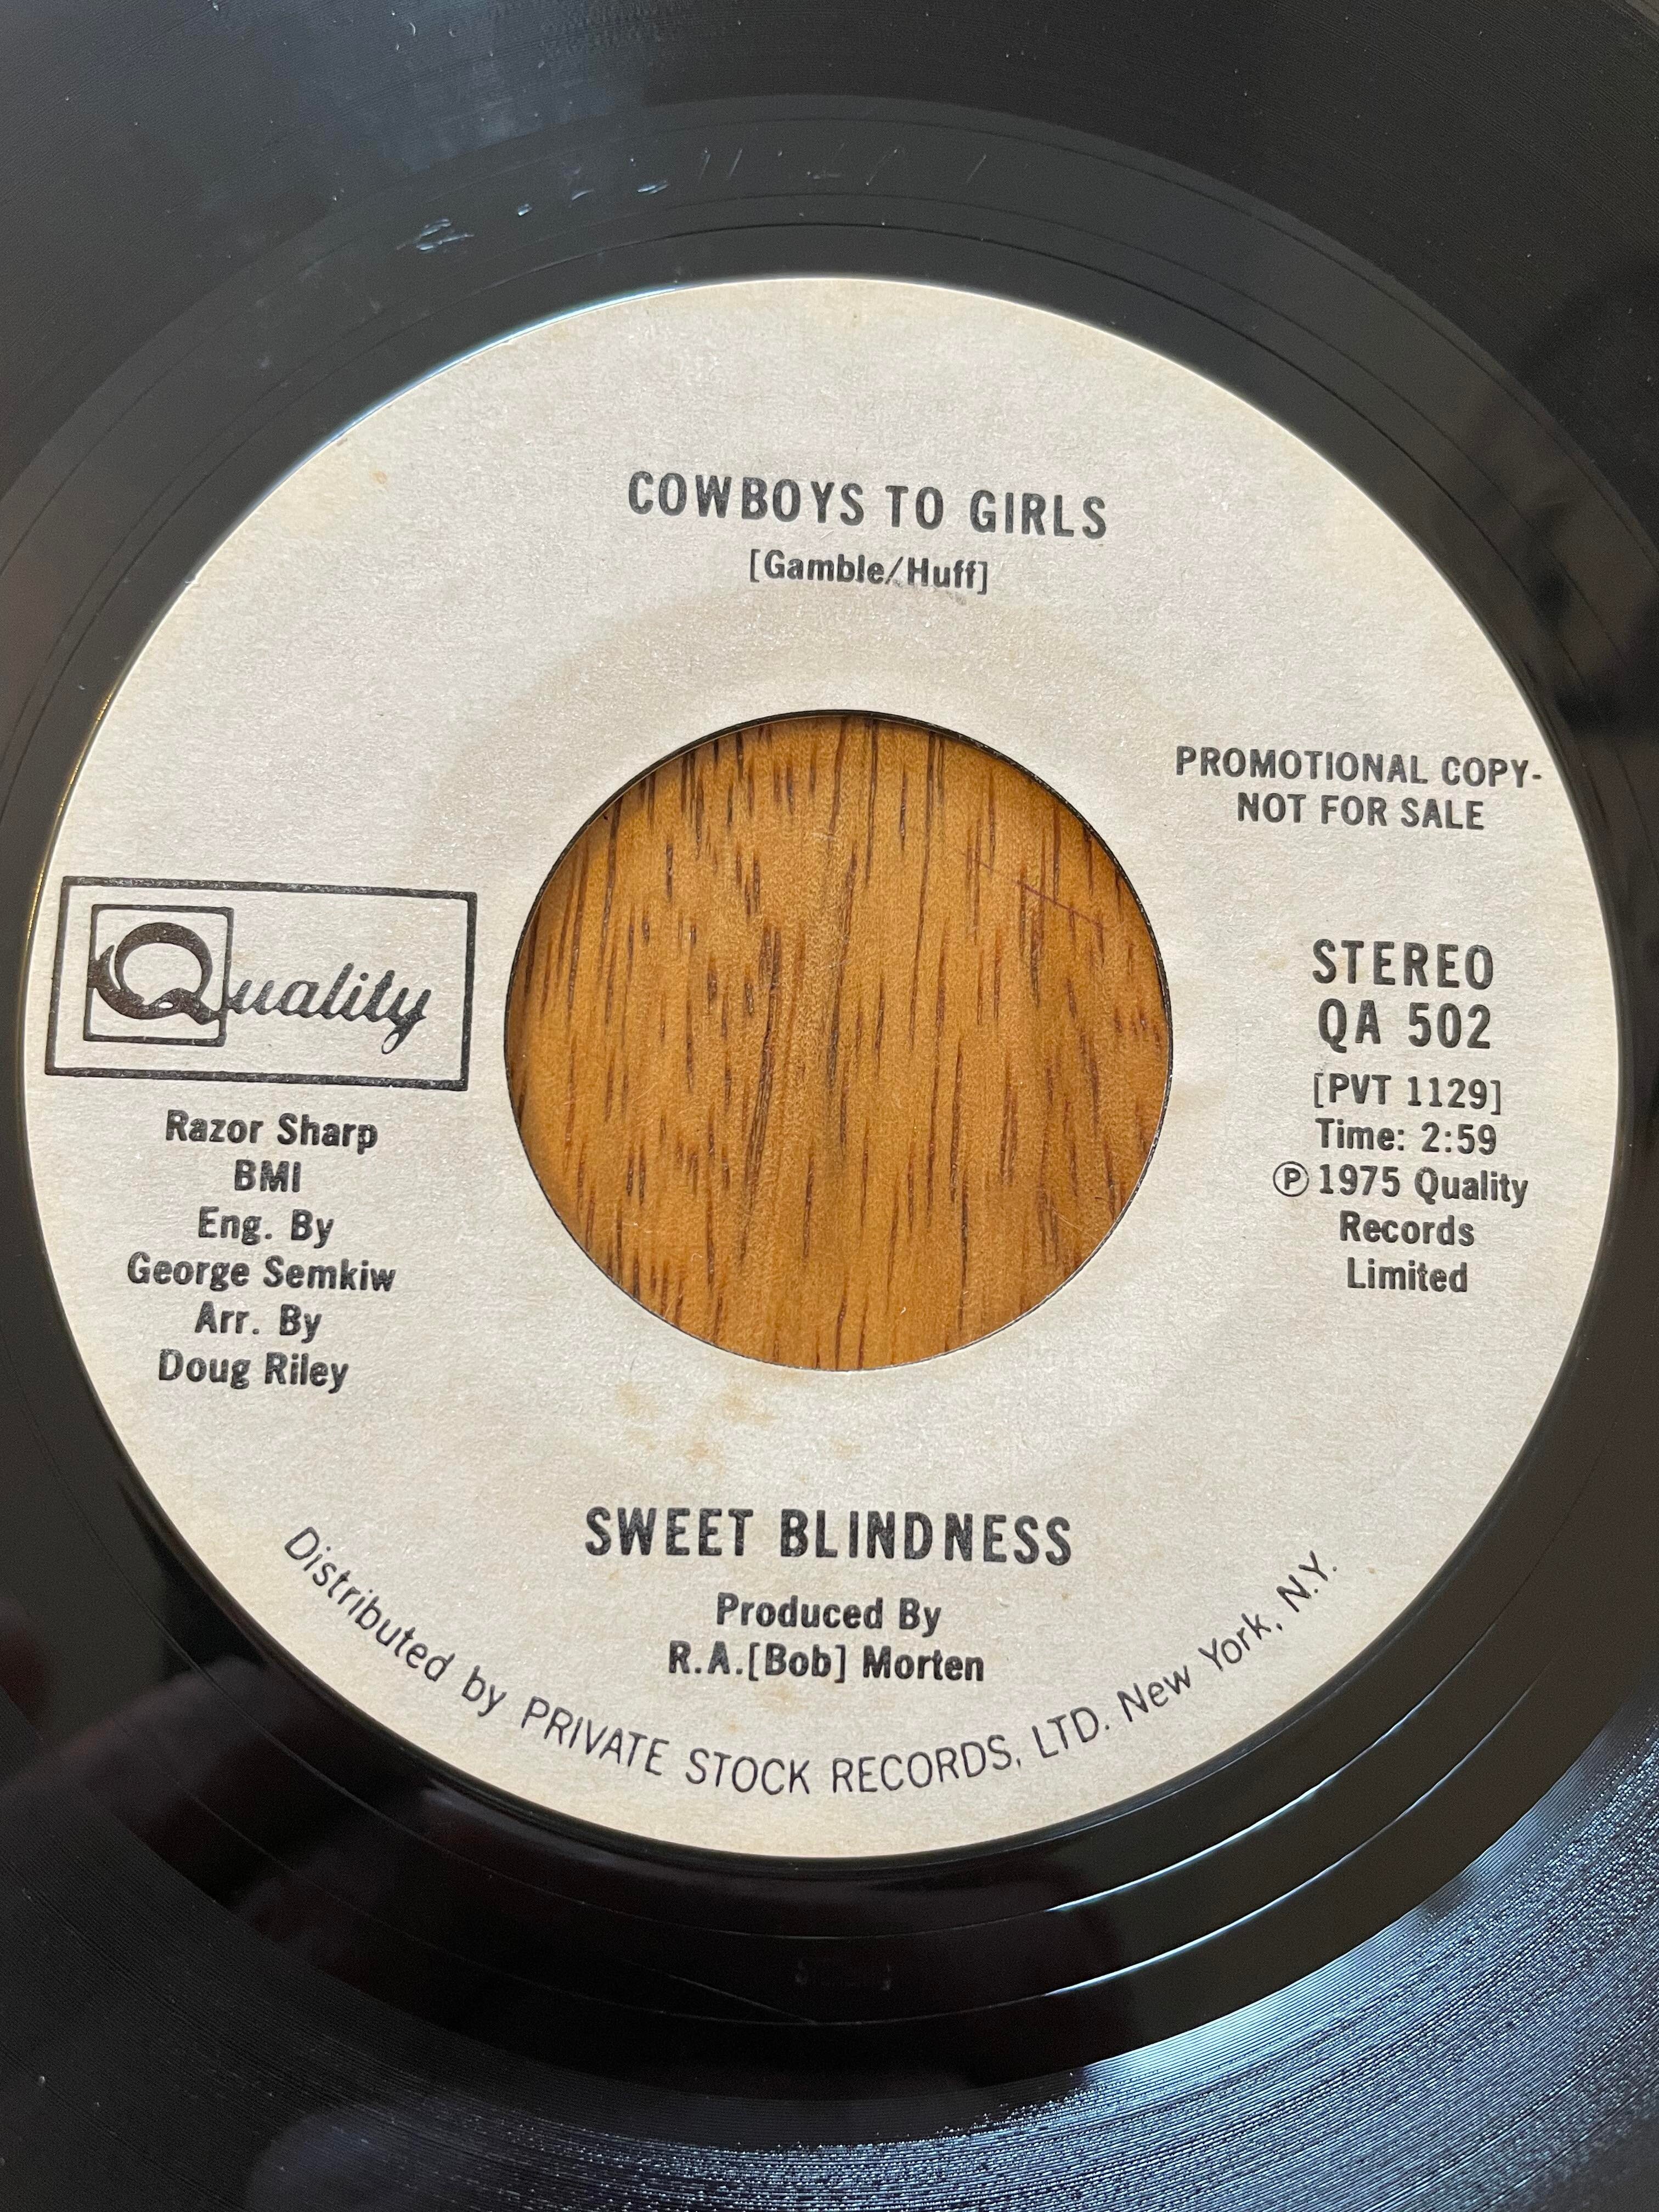 COWBOYS TO GIRLS
[Gamble/Huff]
PROMOTIONAL COPY-
NOT FOR SALE
Quality
Razor Sharp
BMI
Eng. By
George Semkiw
Arr. By
Doug Riley
STEREO
QA 502
[PVT 1129]
Time: 2:59
℗ 1975 Quality
Records
Limited
SWEET BLINDNESS
Produced By
R.A.[Bob] Morten
Distributed by PRIVATE STOCK RECORDS, LTD. New York, N.Y.